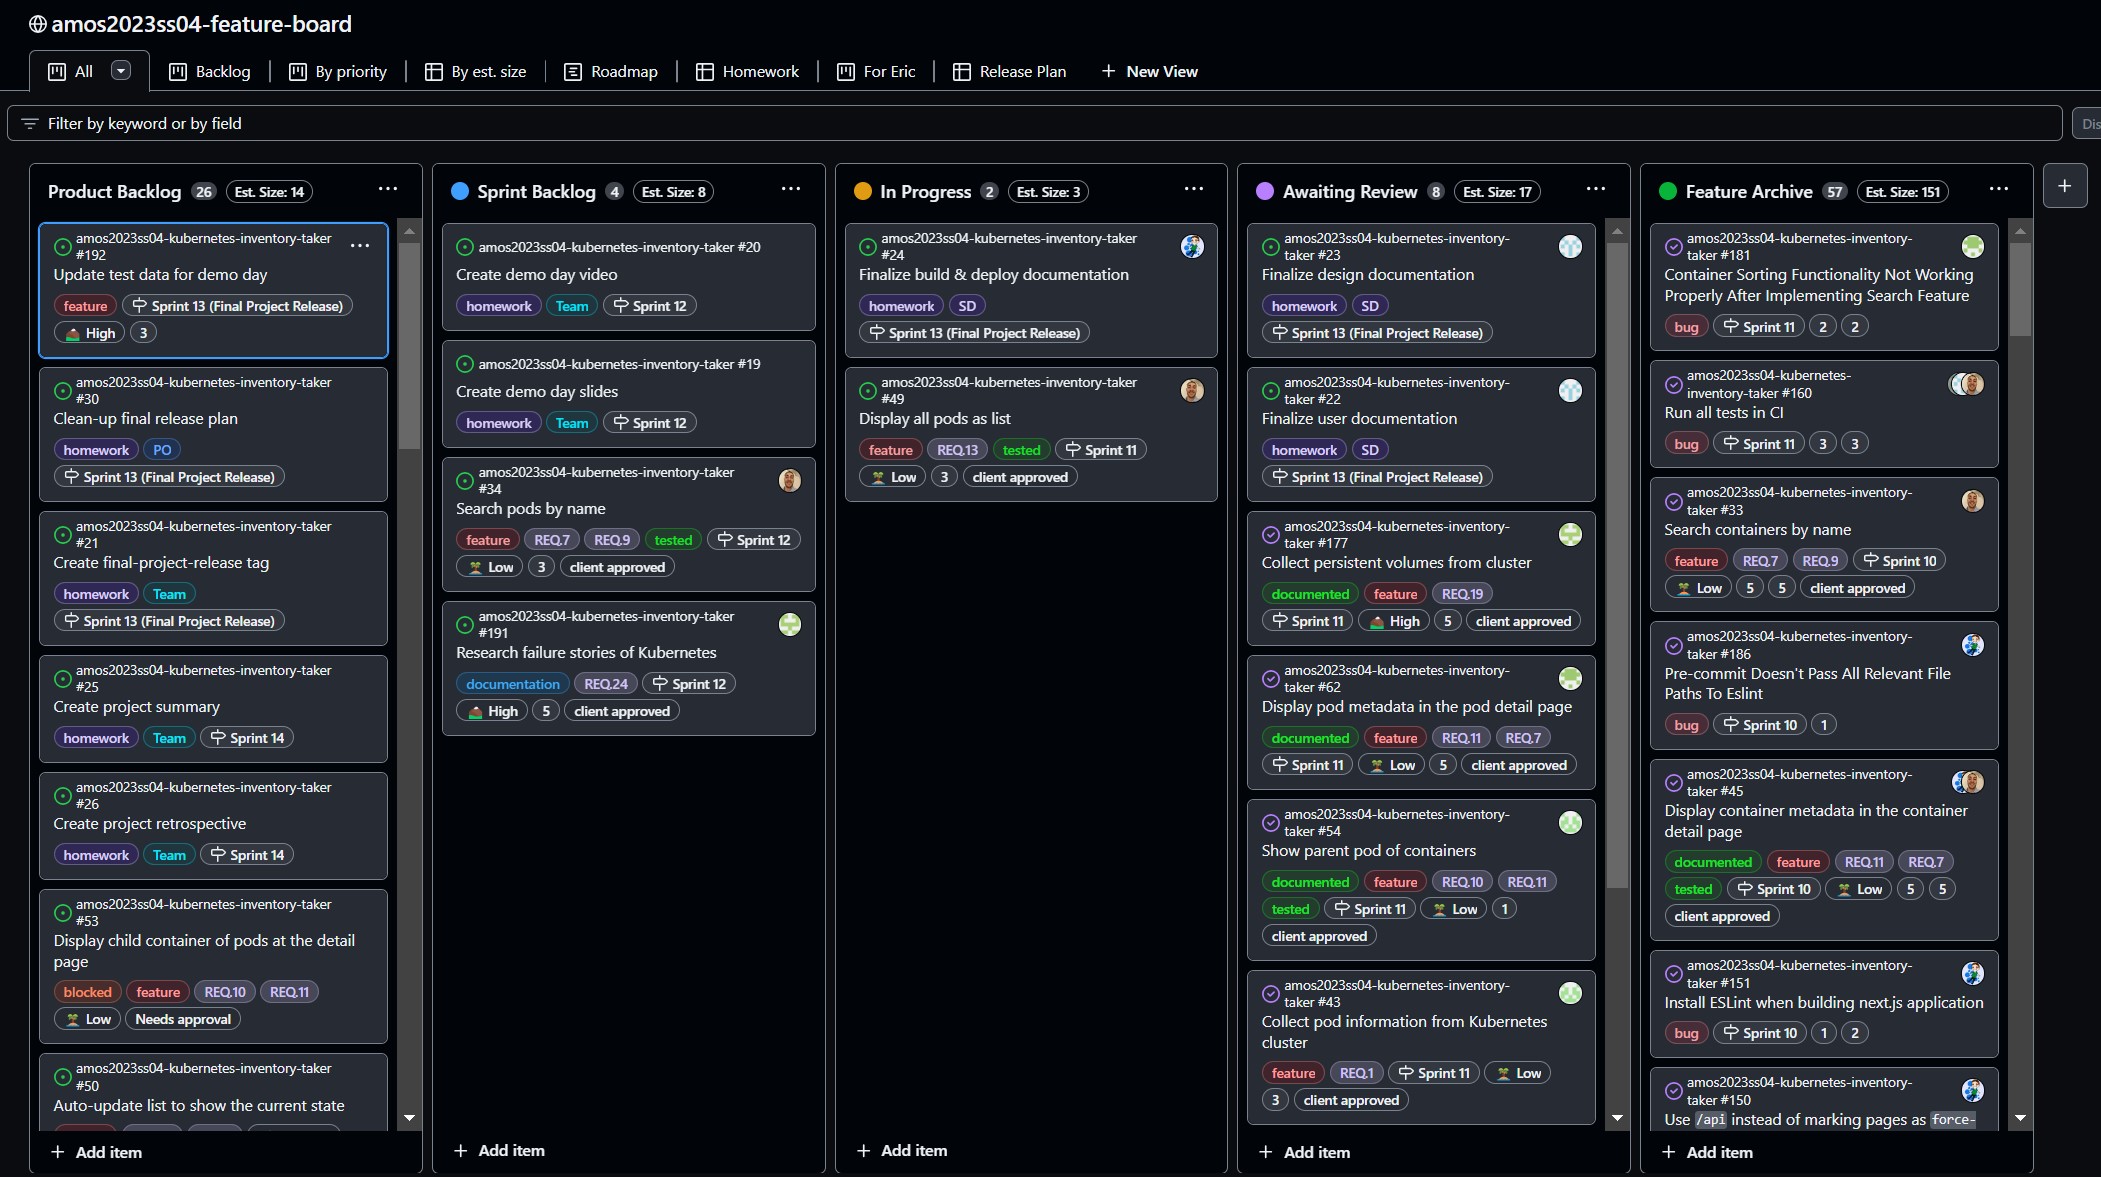 amos2023ss04-feature-board
All
Backlog
By priority
By est. size
Roadmap
Homework
For Eric
Release Plan
New View
Filter by keyword or by field
Product Backlog 26 Est. Size: 14
amos2023ss04-kubernetes-inventory-taker
#192
Update test data for demo day
feature Sprint 13 (Final Project Release)
High 3
amos2023ss04-kubernetes-inventory-taker
#30
Clean-up final release plan
homework PO
Sprint 13 (Final Project Release)
amos2023ss04-kubernetes-inventory-taker
#21
Create final-project-release tag
homework Team
Sprint 13 (Final Project Release)
amos2023ss04-kubernetes-inventory-taker
#25
Create project summary
homework Team Sprint 14
amos2023ss04-kubernetes-inventory-taker
#26
Create project retrospective
homework Team Sprint 14
amos2023ss04-kubernetes-inventory-taker
#53
Display child container of pods at the detail
page
blocked feature REQ.10 REQ.11
Low Needs approval
amos2023ss04-kubernetes-inventory-taker
#50
Auto-update list to show the current state
Add item
Sprint Backlog 4 Est. Size: 8
amos2023ss04-kubernetes-inventory-taker #20
Create demo day video
homework Team Sprint 12
amos2023ss04-kubernetes-inventory-taker #19
Create demo day slides
homework Team Sprint 12
amos2023ss04-kubernetes-inventory-taker
#34
Search pods by name
feature REQ.7 REQ.9 tested Sprint 12
Low 3 client approved
amos2023ss04-kubernetes-inventory-taker
#191
Research failure stories of Kubernetes
documentation REQ.24 Sprint 12
High 5 client approved
Add item
In Progress 2 Est. Size: 3
amos2023ss04-kubernetes-inventory-taker
#24
Finalize build & deploy documentation
homework SD
Sprint 13 (Final Project Release)
amos2023ss04-kubernetes-inventory-taker
#49
Display all pods as list
feature REQ.13 tested Sprint 11
Low 3 client approved
Add item
Awaiting Review 8 Est. Size: 17
amos2023ss04-kubernetes-inventory-
taker #23
Finalize design documentation
homework SD
Sprint 13 (Final Project Release)
amos2023ss04-kubernetes-inventory-
taker #22
Finalize user documentation
homework SD
Sprint 13 (Final Project Release)
amos2023ss04-kubernetes-inventory-
taker #177
Collect persistent volumes from cluster
documented feature REQ.19
Sprint 11 High 5 client approved
amos2023ss04-kubernetes-inventory-
taker #62
Display pod metadata in the pod detail page
documented feature REQ.11 REQ.7
Sprint 11 Low 5 client approved
amos2023ss04-kubernetes-inventory-
taker #54
Show parent pod of containers
documented feature REQ.10 REQ.11
tested Sprint 11 Low 1
client approved
amos2023ss04-kubernetes-inventory-
taker #43
Collect pod information from Kubernetes
cluster
feature REQ.1 Sprint 11 Low
3 client approved
Add item
Feature Archive 57 Est. Size: 151
amos2023ss04-kubernetes-inventory-
taker #181
Container Sorting Functionality Not Working
Properly After Implementing Search Feature
bug Sprint 11 2 2
amos2023ss04-kubernetes-
inventory-taker #160
Run all tests in CI
bug Sprint 11 3 3
amos2023ss04-kubernetes-inventory-
taker #33
Search containers by name
feature REQ.7 REQ.9 Sprint 10
Low 5 5 client approved
amos2023ss04-kubernetes-inventory-
taker #186
Pre-commit Doesn't Pass All Relevant File
Paths To Eslint
bug Sprint 10 1
amos2023ss04-kubernetes-inventory-
taker #45
Display container metadata in the container
detail page
documented feature REQ.11 REQ.7
tested Sprint 10 Low 5 5
client approved
amos2023ss04-kubernetes-inventory-
taker #151
Install ESLint when building next.js application
bug Sprint 10 1 2
amos2023ss04-kubernetes-inventory-
taker #150
Use /api instead of marking pages as force-
Add item